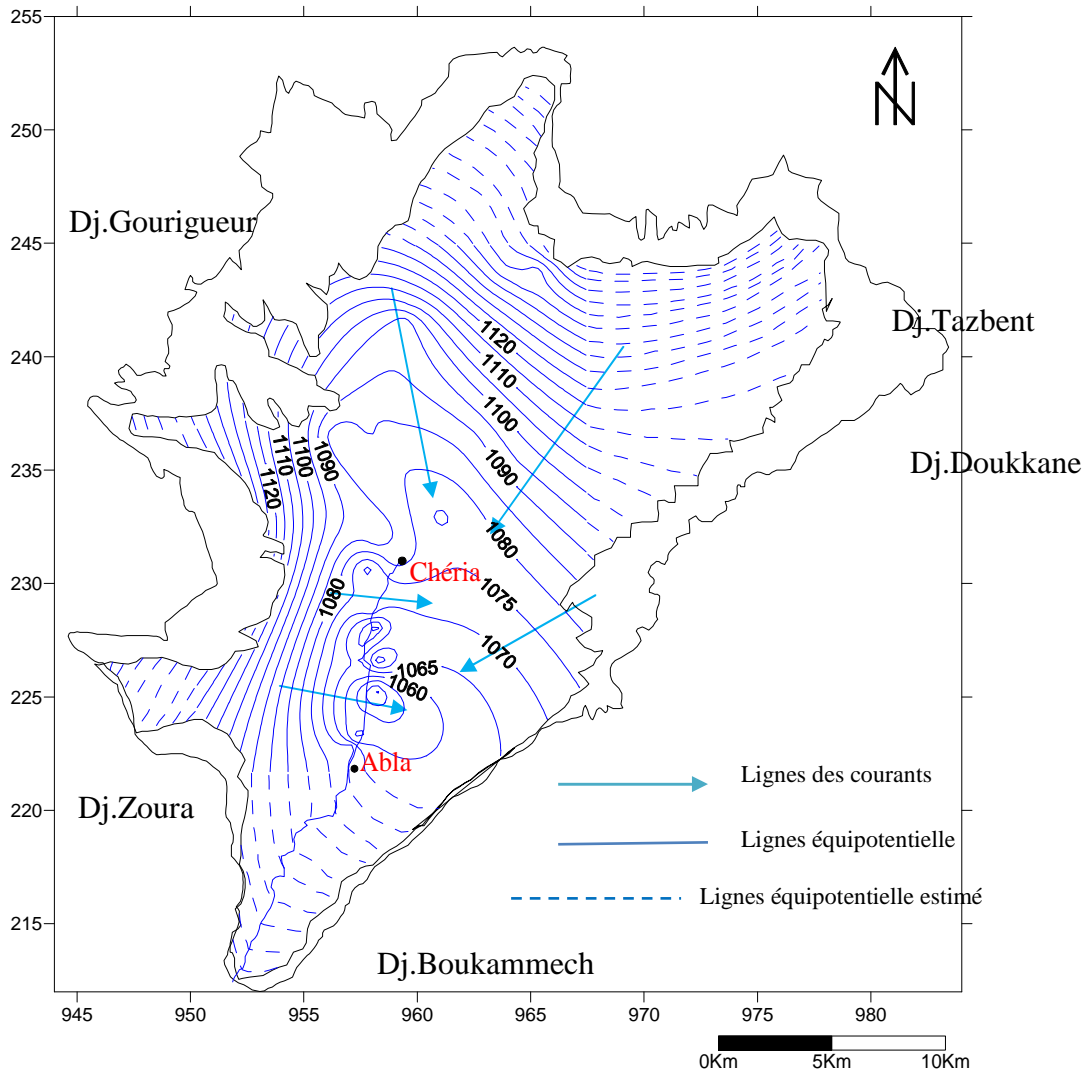 255
250
245
240
235
230
225
220
215
N
Dj.Gourigueur
Dj.Tazbent
Dj.Doukkane
Dj.Zoura
Dj.Boukammech
1120
1110
1100
1090
1080
1075
1070
1065
1060
1120
1110
1100
1090
1080
Chéria
Abla
Lignes des courants
Lignes équipotentielle
Lignes équipotentielle estimé
945 950 955 960 965 970 975 980
0Km 5Km 10Km